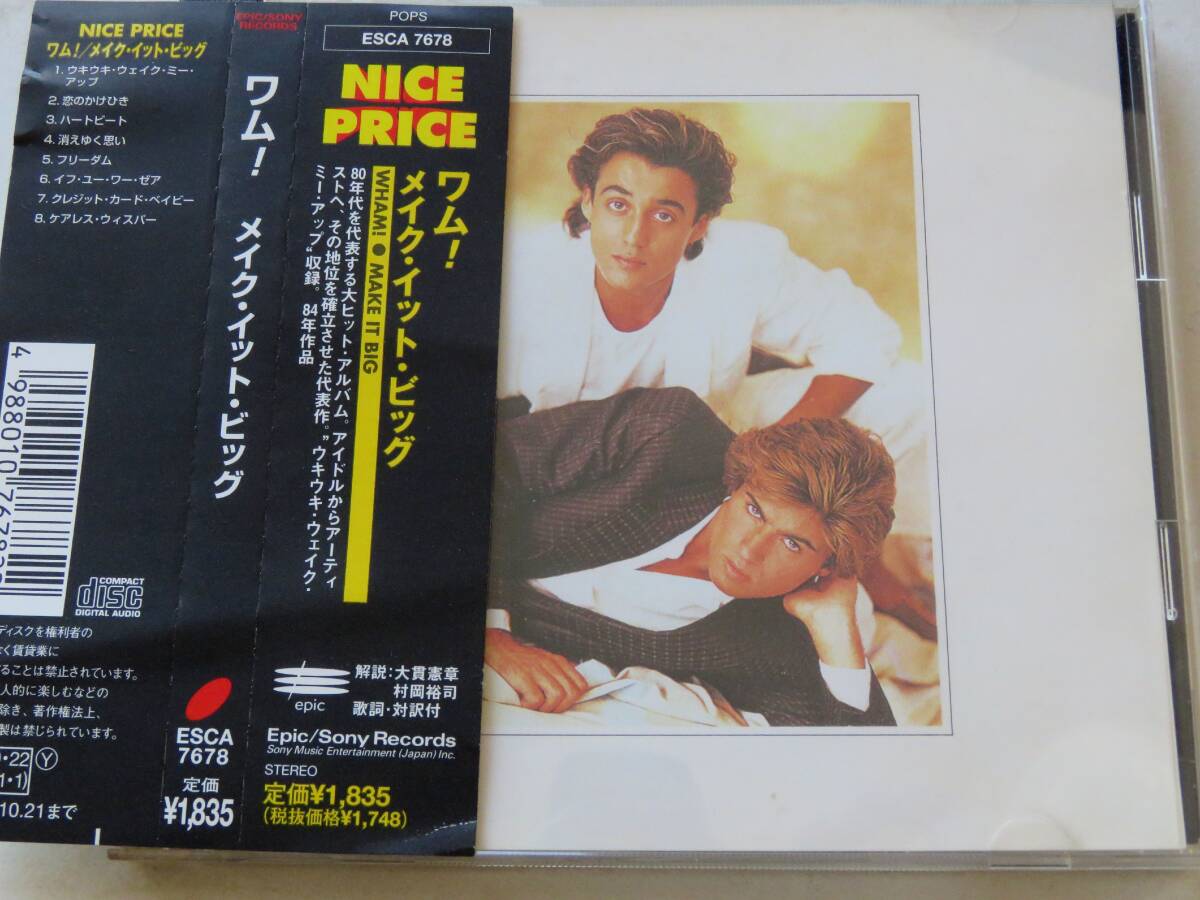 NICE PRICE
ワム!/メイク・イット・ビッグ
1. ウキウキ・ウェイク・ミー・
アップ
2. 恋のかけひき
3. ハートビート
4. 消えゆく思い
5. フリーダム
6. イフ・ユー・ワー・ゼア
7. クレジット・カード・ベイビー
8. ケアレス・ウィスパー
4 988010 7678
COMPACT
disc
DIGITAL AUDIO
ディスクを権利者の
く賃貸業に
ることは禁止されています。
人的に楽しむなどの
除き、著作権法上、
製は禁じられています。
・22 Y
1・1)
10.21まで
EPIC/SONY
RECORDS
ワム! メイク・イット・ビッグ
ESCA
7678
定価
¥1,835
POPS
ESCA 7678
NICE
PRICE
ワム!
メイク・イット・ビッグ
WHAM! ● MAKE IT BIG
80年代を代表する大ヒット・アルバム。アイドルからアーティ
ストへ、その地位を確立させた代表作。"ウキウキ・ウェイク・
ミー・アップ"収録。 84年作品
epic
解説:大貫憲章
村岡裕司
歌詞・対訳付
Epic/Sony Records
Sony Music Entertainment (Japan) Inc.
STEREO
定価¥1,835
(税抜価格¥1,748)